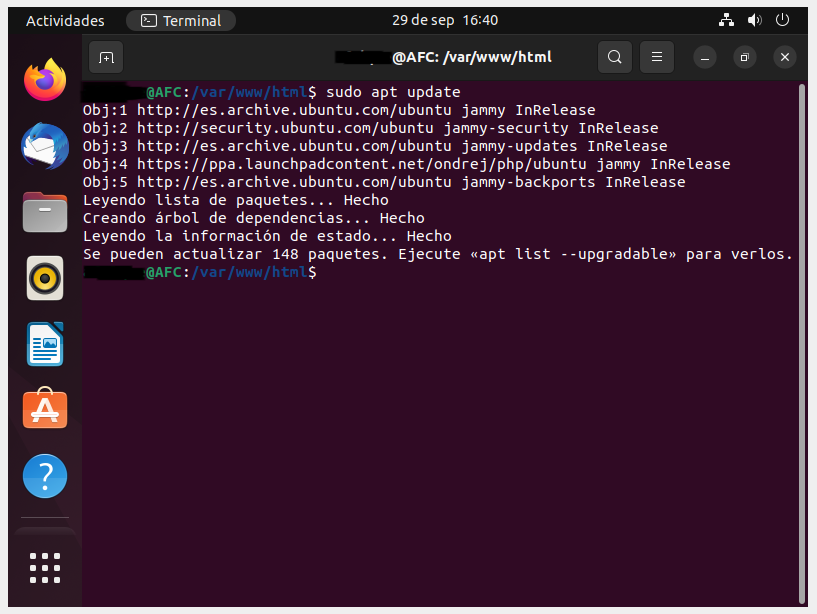 Actividades
Terminal
29 de sep 16:40
@AFC: /var/www/html
@AFC:/var/www/html$ sudo apt update
Obj:1 http://es.archive.ubuntu.com/ubuntu jammy InRelease
Obj:2 http://security.ubuntu.com/ubuntu jammy-security InRelease
Obj:3 http://es.archive.ubuntu.com/ubuntu jammy-updates InRelease
Obj:4 https://ppa.launchpadcontent.net/ondrej/php/ubuntu jammy InRelease
Obj:5 http://es.archive.ubuntu.com/ubuntu jammy-backports InRelease
Leyendo lista de paquetes... Hecho
Creando árbol de dependencias... Hecho
Leyendo la información de estado... Hecho
Se pueden actualizar 148 paquetes. Ejecute «apt list --upgradable» para verlos.
@AFC:/var/www/html$